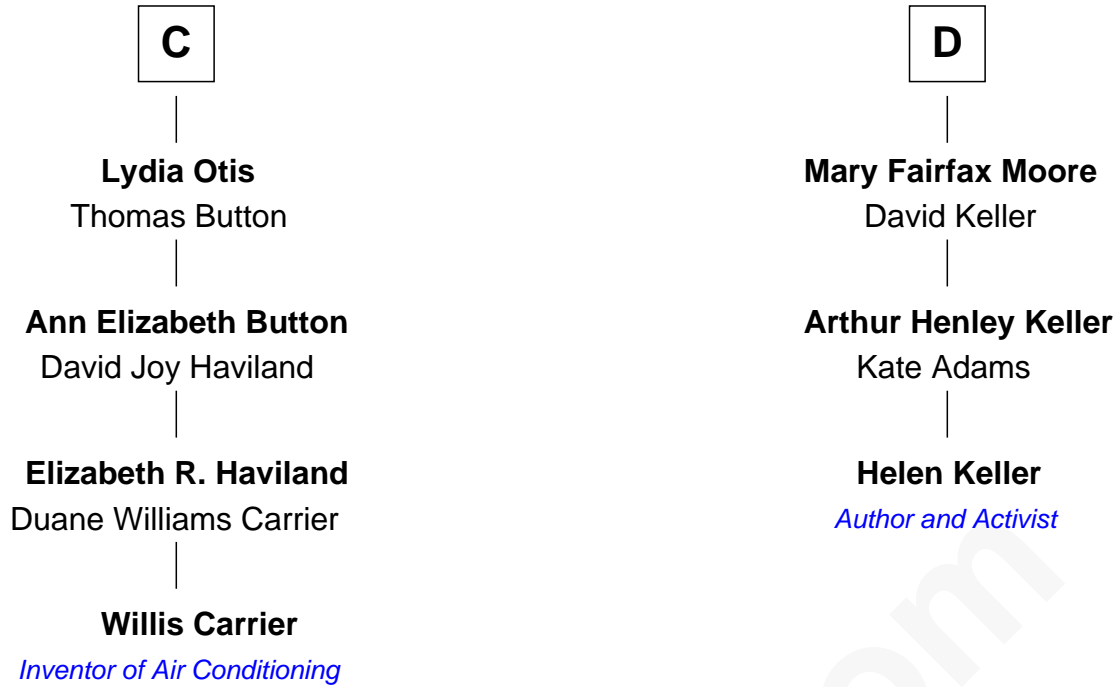 C
Lydia Otis
Thomas Button
Ann Elizabeth Button
David Joy Haviland
Elizabeth R. Haviland
Duane Williams Carrier
Willis Carrier
Inventor of Air Conditioning
D
Mary Fairfax Moore
David Keller
Arthur Henley Keller
Kate Adams
Helen Keller
Author and Activist
om